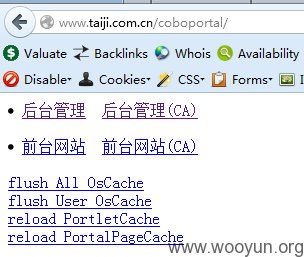 www.taiji.com.cn/coboportal/
Valuate Backlinks Whois Availability
Disable Cookies CSS Forms
后台管理 后台管理(CA)
前台网站 前台网站(CA)
flush All OsCache
flush User OsCache
reload PortletCache
reload PortalPageCache
www.wooyun.org